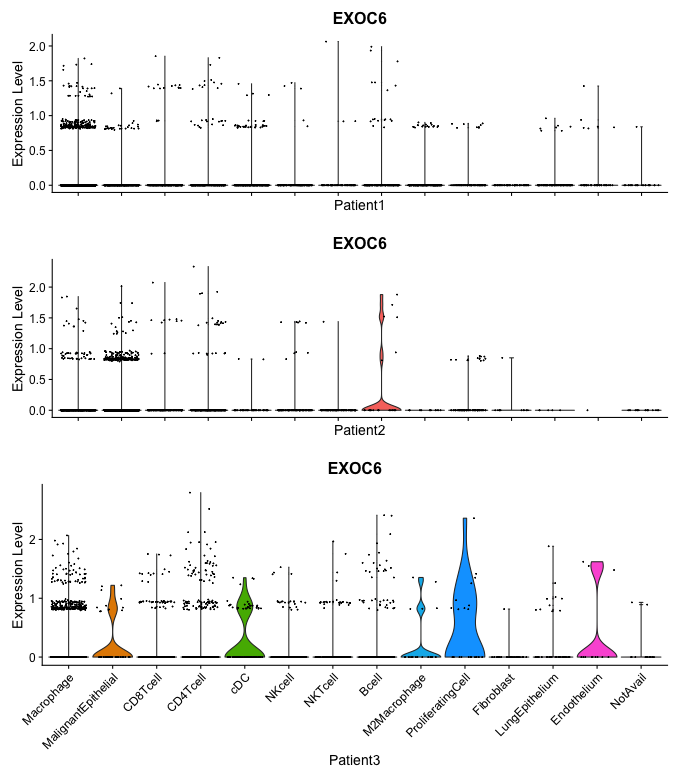 EXOC6
Expression Level
2.0
1.5
1.0
0.5
0.0
Patient1
EXOC6
Expression Level
2.0
1.5
1.0
0.5
0.0
Patient2
EXOC6
Expression Level
2
1
0
Macrophage
MalignantEpithelial
CD8Tcell
CD4Tcell
cDC
NKcell
NKTcell
Bcell
M2Macrophage
ProliferatingCell
Fibroblast
LungEpithelium
Endothelium
NotAvail
Patient3